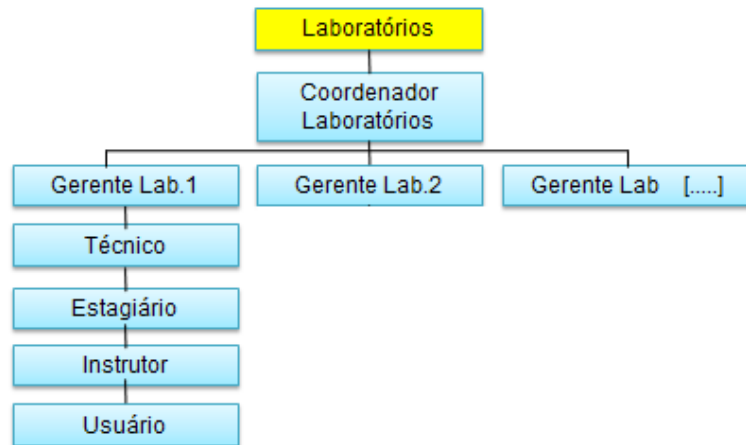 Laboratórios
Coordenador
Laboratórios
Gerente Lab.1
Gerente Lab.2
Gerente Lab [.....]
Técnico
Estagiário
Instrutor
Usuário